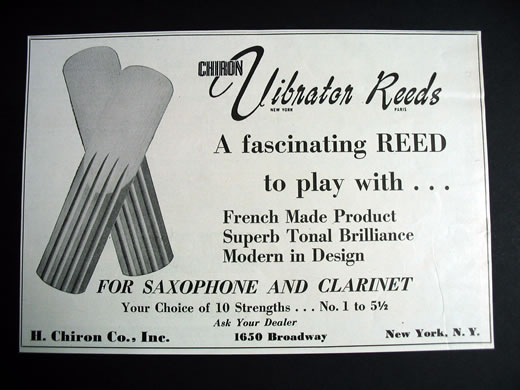 CHIRON Vibrator Reeds
NEW YORK PARIS
A fascinating REED
to play with . . .
French Made Product
Superb Tonal Brilliance
Modern in Design
FOR SAXOPHONE AND CLARINET
Your Choice of 10 Strengths . . . No. 1 to 5½
Ask Your Dealer
H. Chiron Co., Inc. 1650 Broadway New York, N. Y.